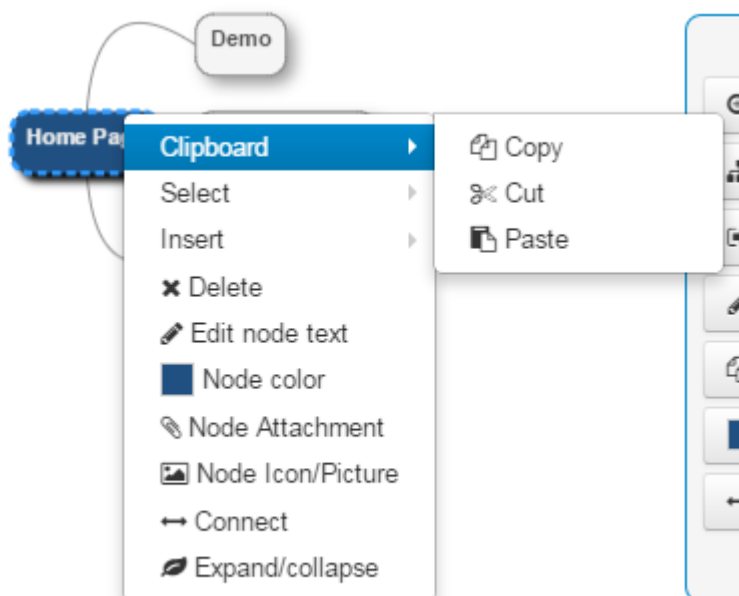 Demo
Home Pag
Clipboard
Copy
Select
Cut
Insert
Paste
Delete
Edit node text
Node color
Node Attachment
Node Icon/Picture
Connect
Expand/collapse